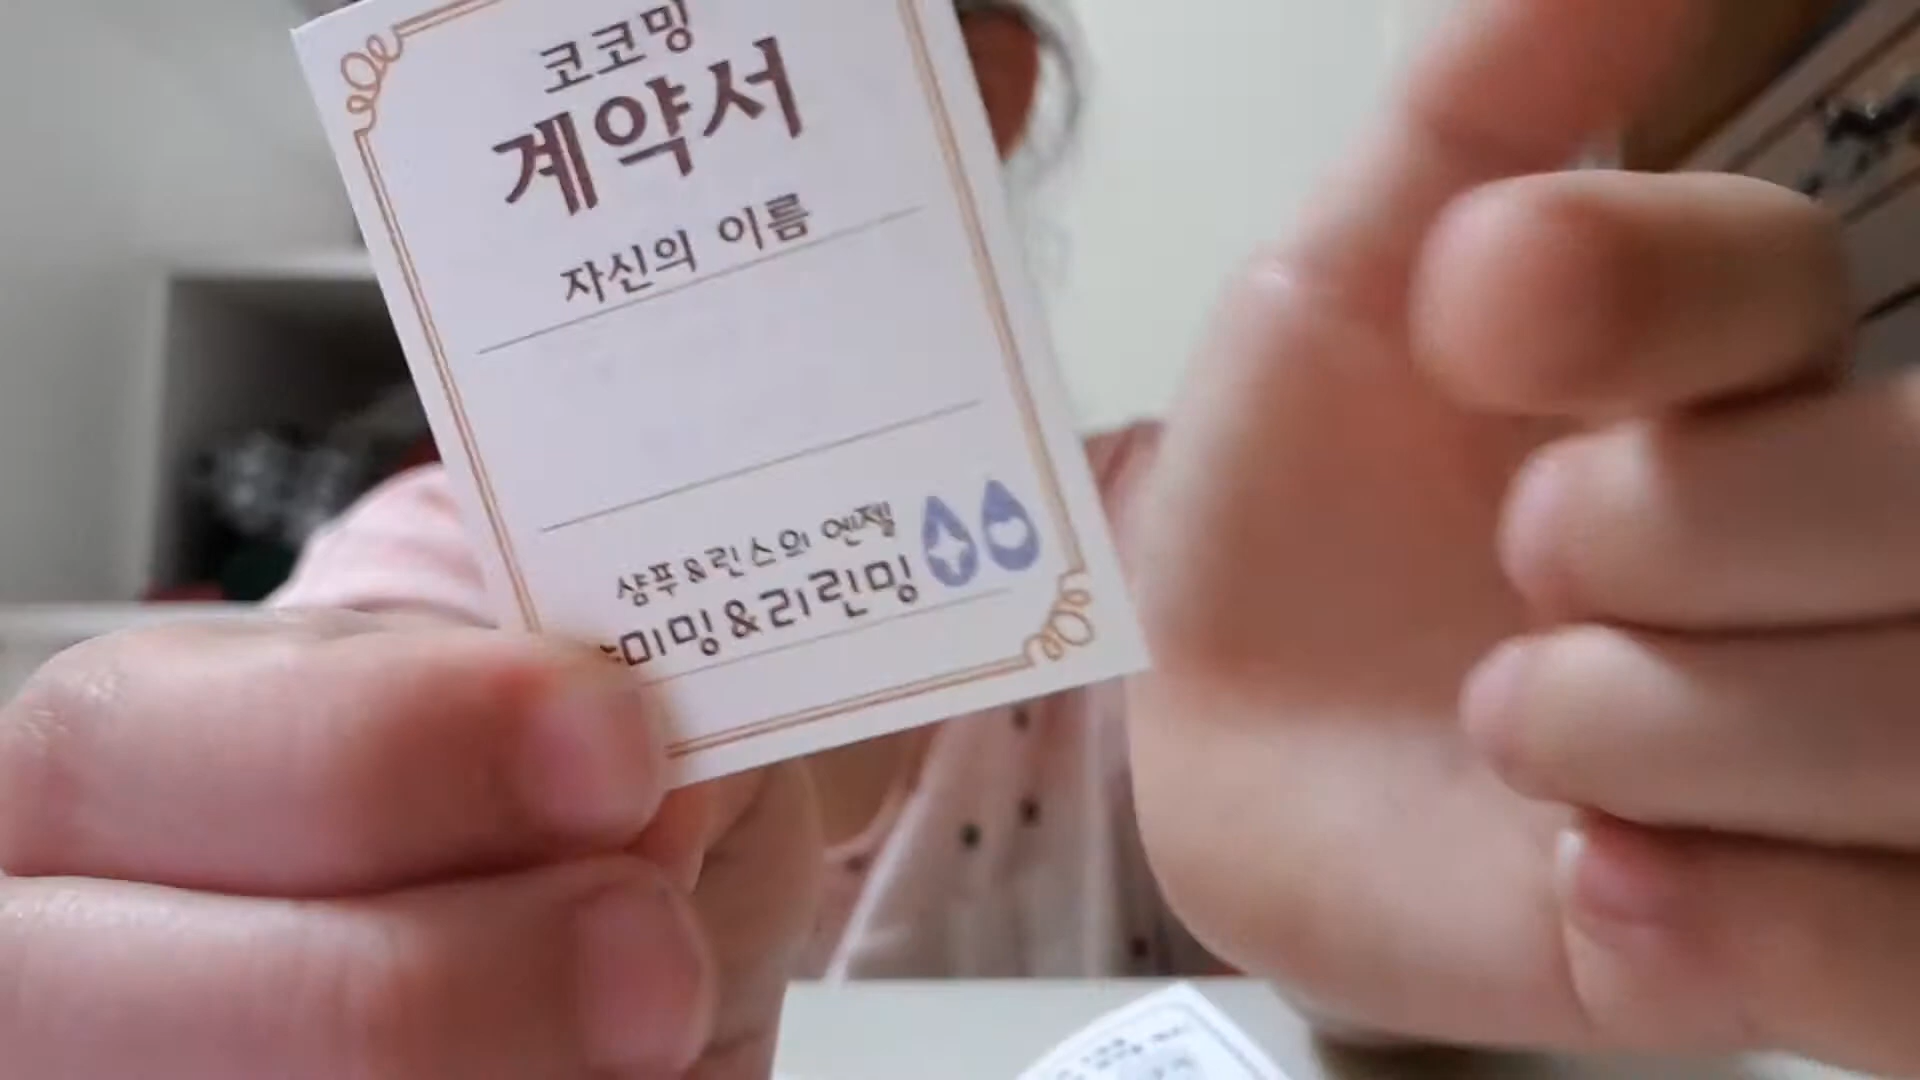 코코밍
계약서
자신의 이름
샴푸&린스의 엔젤
미밍&리린밍